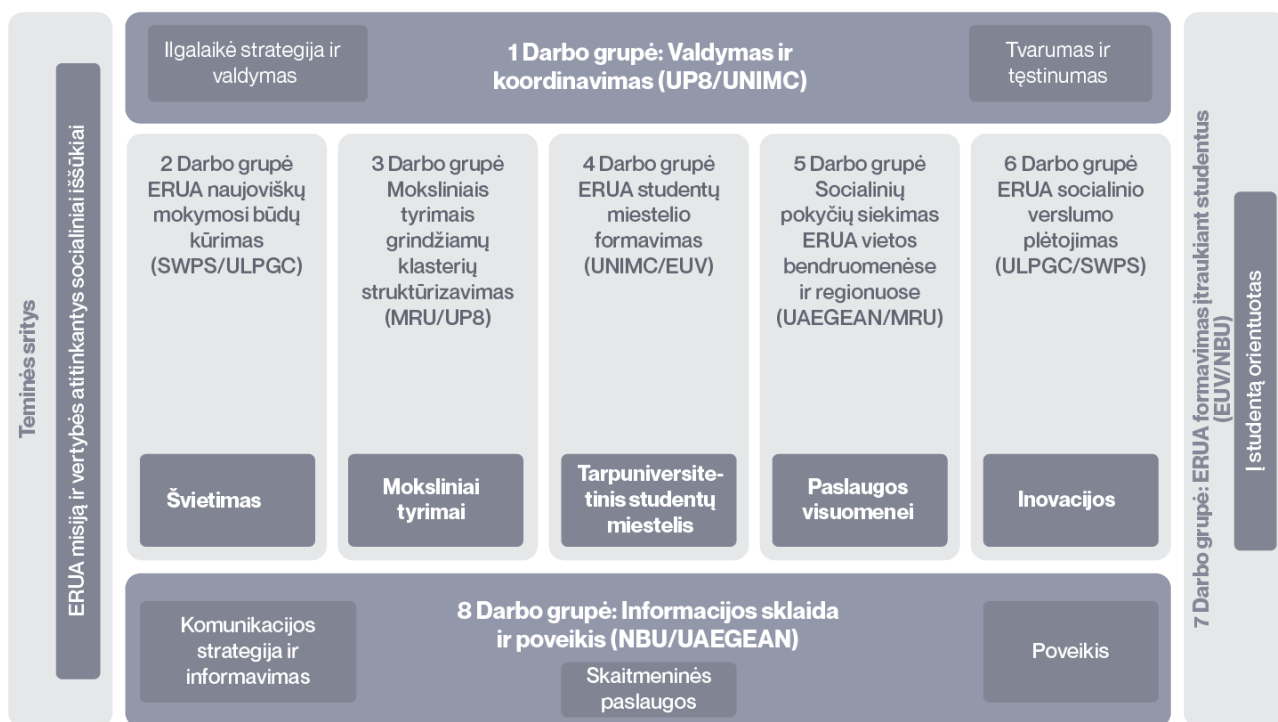 Teminės sritys
ERUA misiją ir vertybės atitinkantys socialiniai iššūkiai
Ilgalaikė strategija ir
valdymas
1 Darbo grupė: Valdymas ir
koordinavimas (UP8/UNIMC)
Tvarumas ir
tęstinumas
2 Darbo grupė
ERUA naujoviškų
mokymosi būdų
kūrimas
(SWPS/ULPGC)
Švietimas
3 Darbo grupė
Moksliniais
tyrimais
grindžiamų
klasterių
struktūrizavimas
(MRU/UP8)
Moksliniai
tyrimai
4 Darbo grupė
ERUA studentų
miestelio
formavimas
(UNIMC/EUV)
Tarpuniversite-
tinis studentų
miestelis
5 Darbo grupė
Socialinių
pokyčių siekimas
ERUA vietos
bendruomenėse
ir regionuose
(UAEGEAN/MRU)
Paslaugos
visuomenei
6 Darbo grupė
ERUA socialinio
verslumo
plėtojimas
(ULPGC/SWPS)
Inovacijos
8 Darbo grupė: Informacijos sklaida
ir poveikis (NBU/UAEGEAN)
Komunikacijos
strategija ir
informavimas
Skaitmeninės
paslaugos
Poveikis
7 Darbo grupė: ERUA formavimas įtraukiant studentus
(EUV/NBU)
Į studentą orientuotas